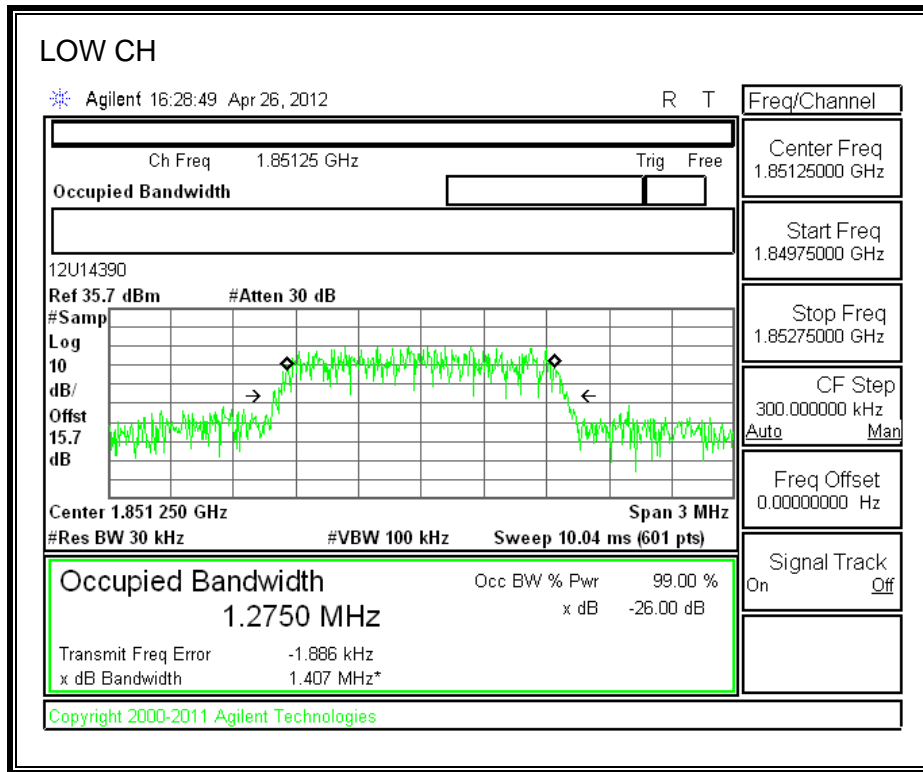 LOW CH
Agilent 16:28:49 Apr 26, 2012 R T
Freq/Channel
Ch Freq 1.85125 GHz Trig Free
Occupied Bandwidth
Center Freq
1.85125000 GHz
Start Freq
1.84975000 GHz
12U14390
Ref 35.7 dBm #Atten 30 dB
#Samp
Log
10
dB/
Offst
15.7
dB
Stop Freq
1.85275000 GHz
CF Step
300.000000 kHz
Auto Man
Freq Offset
0.00000000 Hz
Center 1.851 250 GHz Span 3 MHz
#Res BW 30 kHz #VBW 100 kHz Sweep 10.04 ms (601 pts)
Signal Track
On Off
Occupied Bandwidth Occ BW % Pwr 99.00 %
1.2750 MHz x dB -26.00 dB
Transmit Freq Error -1.886 kHz
x dB Bandwidth 1.407 MHz*
Copyright 2000-2011 Agilent Technologies